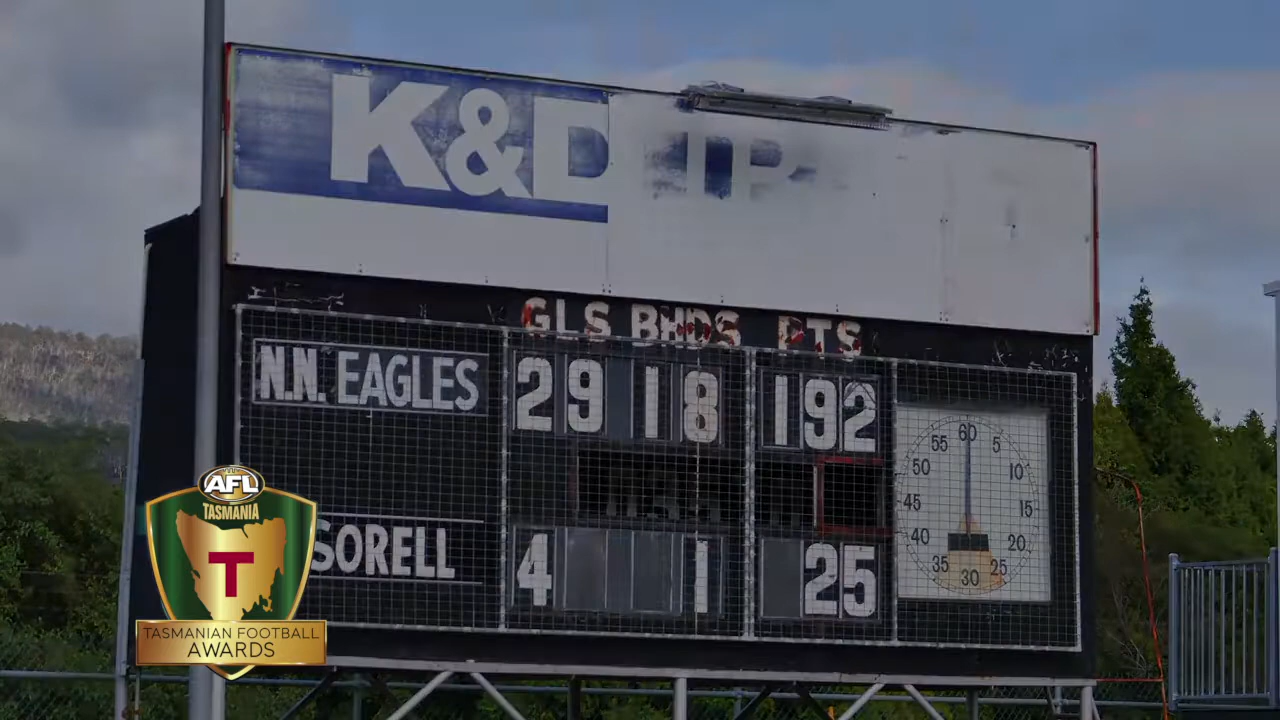 K&D
GLS BHDS PTS
N.N. EAGLES 29 18 192
SORELL 4 1 25
60
55 5
50 10
45 15
40 20
35 25
30
AFL
TASMANIA
T
TASMANIAN FOOTBALL
AWARDS